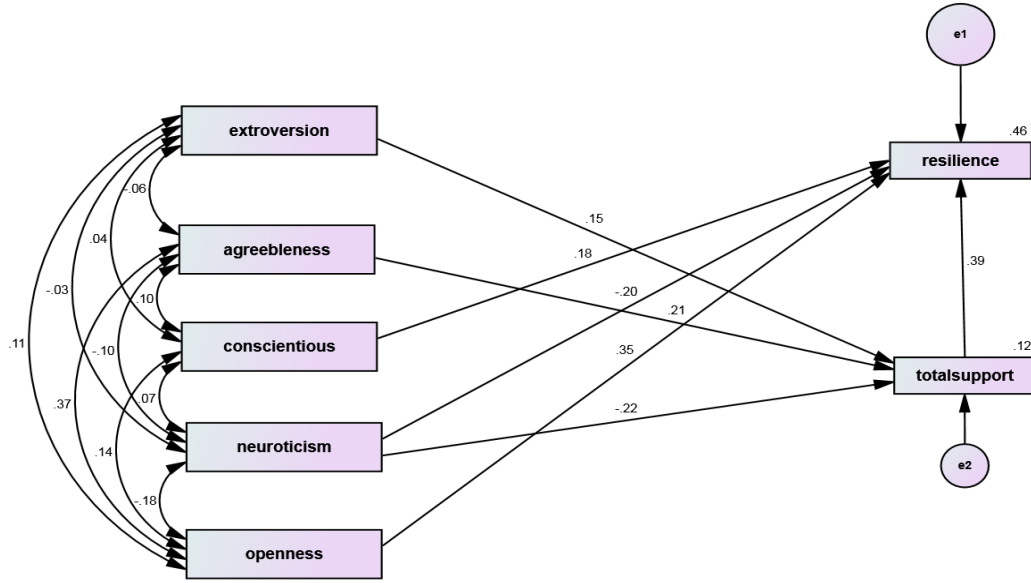 e1
.46
extroversion
resilience
-.06
.15
.04
agreebleness
.18
.39
-.03
.10
-.20
.21
.11
conscientious
.12
-.10
.35
totalsupport
.37
.07
-.22
.14
neuroticism
e2
-.18
openness